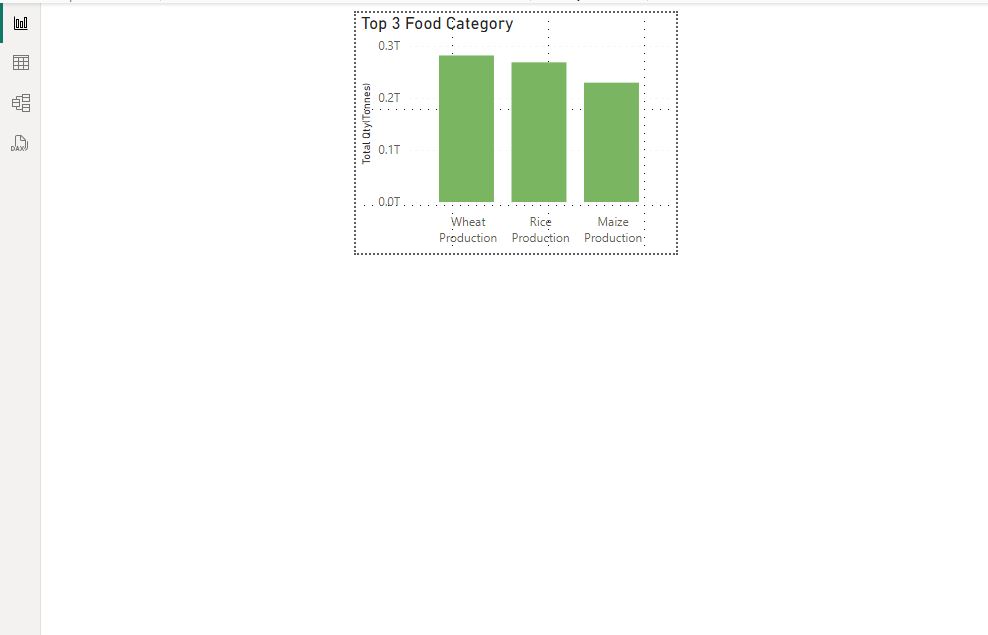 Top 3 Food Category
0.3T
0.2T
0.1T
0.0T
Total Qty(Tonnes)
Wheat Production
Rice Production
Maize Production
DAX